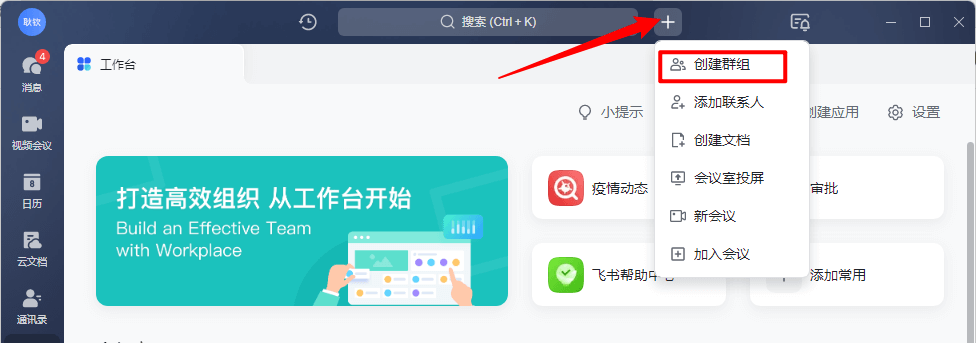 耿钦
搜索 (Ctrl + K)
4
消息
视频会议
8
日历
云文档
通讯录
工作台
小提示
创建应用
设置
创建群组
添加联系人
创建文档
会议室投屏
新会议
加入会议
打造高效组织 从工作台开始
Build an Effective Team
with Workplace
疫情动态
审批
飞书帮助中心
添加常用